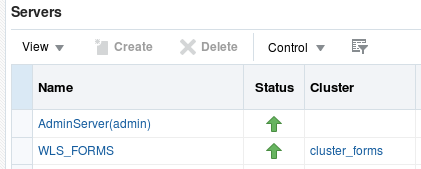 Servers
View Create Delete Control
Name Status Cluster
AdminServer(admin)
WLS_FORMS cluster_forms